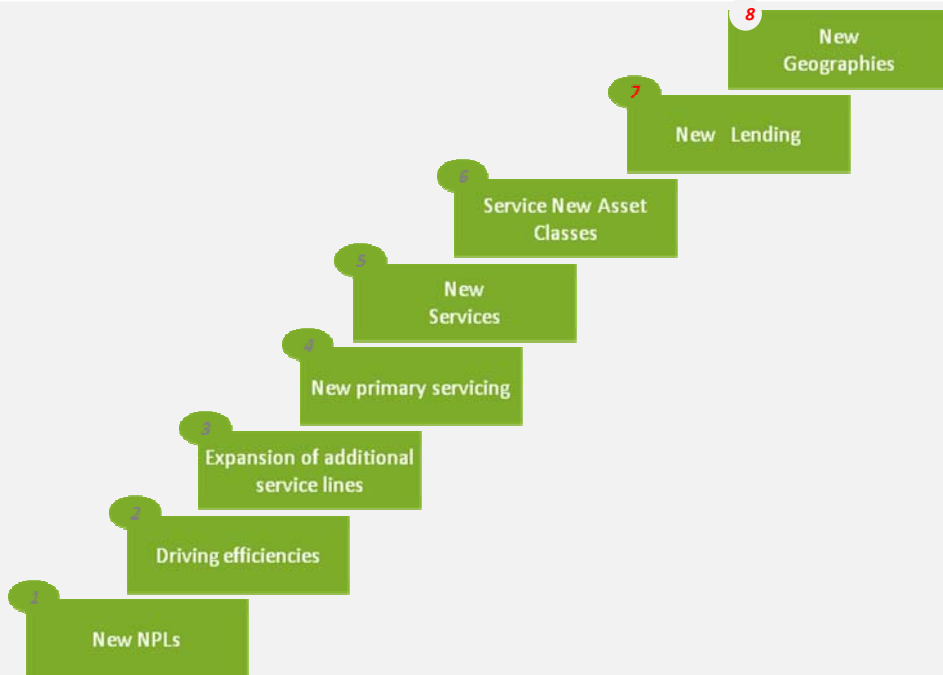 8
New
Geographies
7
New Lending
6
Service New Asset
Classes
5
New
Services
4
New primary servicing
3
Expansion of additional
service lines
2
Driving efficiencies
1
New NPLs